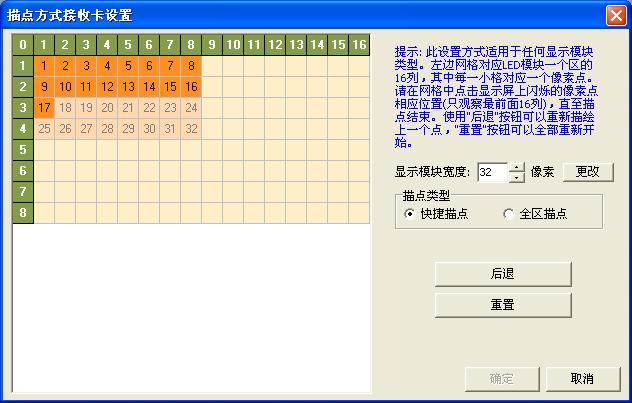 描点方式接收卡设置
0 1 2 3 4 5 6 7 8 9 10 11 12 13 14 15 16
1 1 2 3 4 5 6 7 8
2 9 10 11 12 13 14 15 16
3 17 18 19 20 21 22 23 24
4 25 26 27 28 29 30 31 32
5
6
7
8
提示: 此设置方式适用于任何显示模块
类型。左边网格对应LED模块一个区的
16列，其中每一小格对应一个像素点。
请在网格中点击显示屏上闪烁的像素点
相应位置(只观察最前面16列)，直至描
点结束。使用"后退"按钮可以重新描绘
上一个点，"重置"按钮可以全部重新开
始。
显示模块宽度: 32 像素 更改
描点类型
快捷描点 全区描点
后退
重置
确定 取消